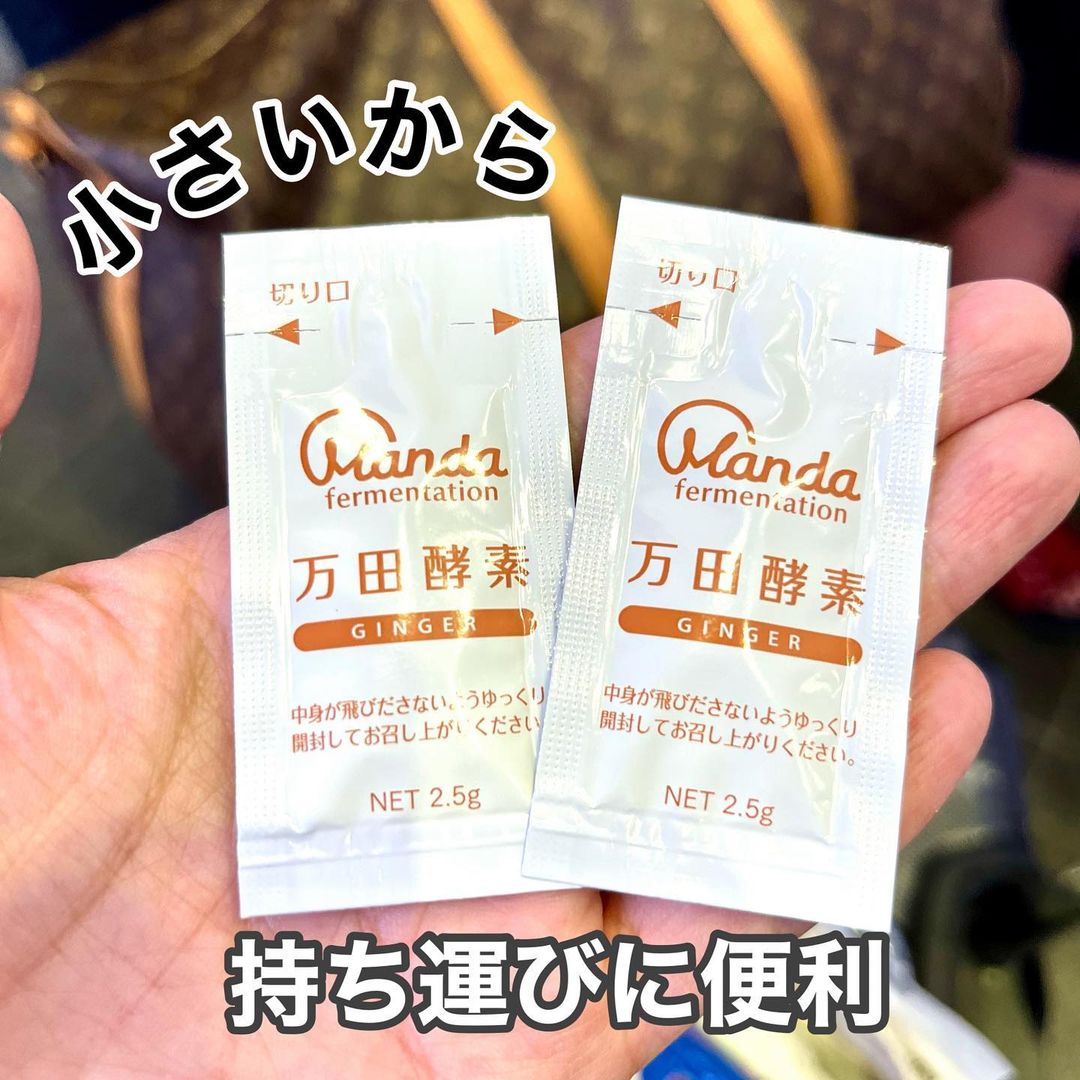 小さいから
切り口
Manda
fermentation
万田酵素
GINGER
中身が飛びださないようゆっくり
開封してお召し上がりください
NET 2.5g
切り口
Manda
fermentation
万田酵素
GINGER
中身が飛びださないようゆっくり
開封してお召し上がりください。
NET 2.5g
持ち運びに便利